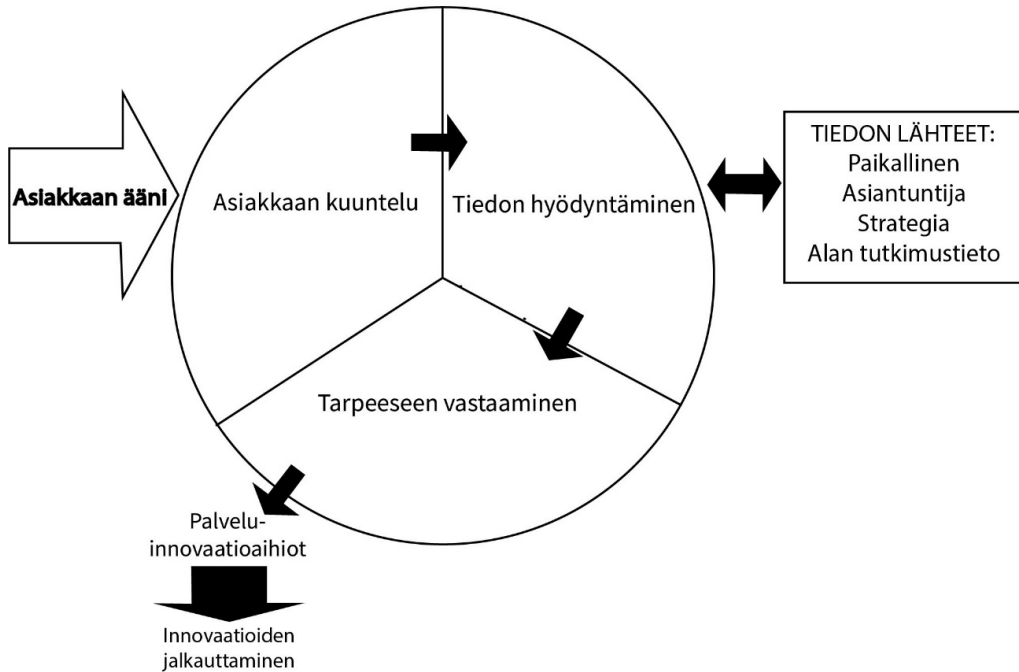 Asiakkaan ääni
Asiakkaan kuuntelu
Tiedon hyödyntäminen
TIEDON LÄHTEET:
Paikallinen
Asiantuntija
Strategia
Alan tutkimustieto
Tarpeeseen vastaaminen
Palvelu-
innovaatioaihiot
Innovaatioiden
jalkauttaminen